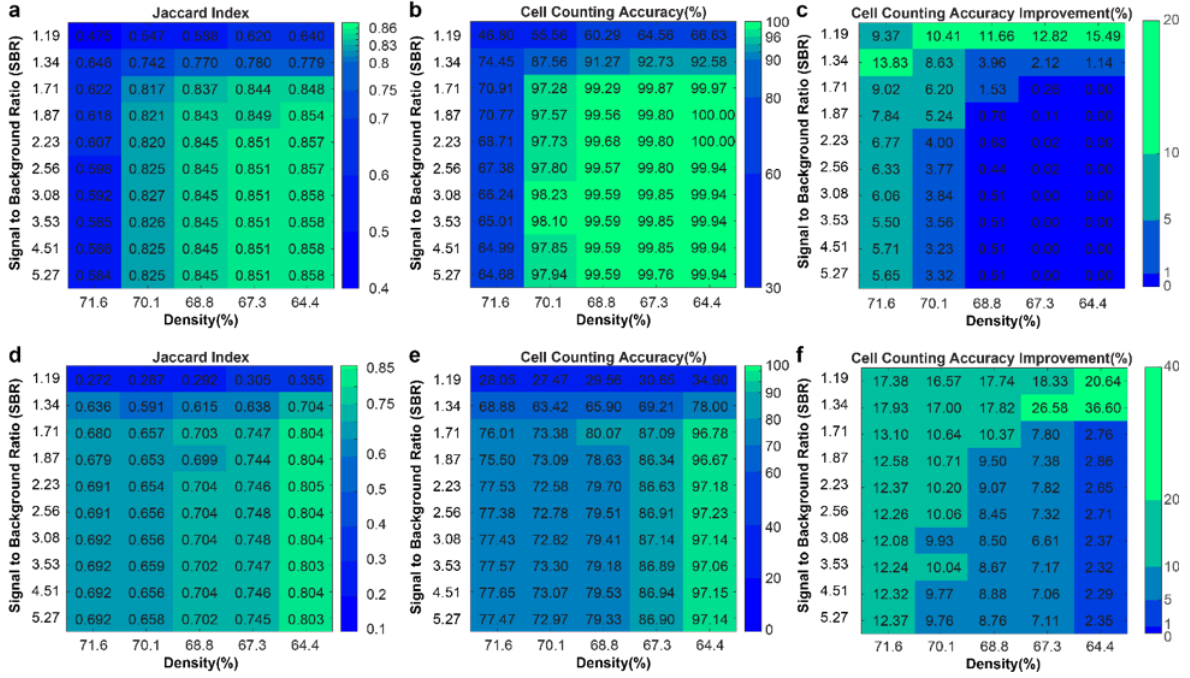 a
Jaccard Index
Signal to Background Ratio (SBR)
1.19 0.475 0.547 0.588 0.620 0.640
1.34 0.646 0.742 0.770 0.780 0.779
1.71 0.622 0.817 0.837 0.844 0.848
1.87 0.618 0.821 0.843 0.849 0.854
2.23 0.607 0.820 0.845 0.851 0.857
2.56 0.598 0.825 0.845 0.851 0.857
3.08 0.592 0.827 0.845 0.851 0.858
3.53 0.826 0.845 0.851 0.858
4.51 0.825 0.845 0.851 0.858
5.27 0.584 0.825 0.845 0.851 0.858
71.6 70.1 68.8 67.3 64.4
Density(%)
0.86
0.85
0.75
0.7
0.6
0.5
0.4
b
Cell Counting Accuracy(%)
Signal to Background Ratio (SBR)
1.19 46.80 55.56 60.29 64.56 66.63
1.34 74.45 87.56 91.27 92.73 92.58
1.71 70.91 97.28 99.29 99.87 99.97
1.87 70.77 97.57 99.56 99.80 100.00
2.23 68.71 97.73 99.68 99.80 100.00
2.56 67.38 97.80 99.57 99.80 99.94
3.08 66.24 98.23 99.59 99.85 99.94
3.53 65.01 98.10 99.59 99.85 99.94
4.51 64.99 97.85 99.59 99.85 99.94
5.27 64.68 97.94 99.59 99.76 99.94
71.6 70.1 68.8 67.3 64.4
Density(%)
100
96
90
80
60
30
c
Cell Counting Accuracy Improvement(%)
Signal to Background Ratio (SBR)
1.19 9.37 10.41 11.66 12.82 15.49
1.34 13.83 8.63 3.96 2.12 1.14
1.71 9.02 6.20 1.53 0.26 0.00
1.87 7.84 5.24 0.70 0.11 0.00
2.23 6.77 4.00 0.63 0.02 0.00
2.56 6.33 3.77 0.44 0.02 0.00
3.08 6.06 3.84 0.51 0.00 0.00
3.53 5.50 3.56 0.51 0.00 0.00
4.51 5.71 3.23 0.51 0.00 0.00
5.27 5.65 3.32 0.51 0.00 0.00
71.6 70.1 68.8 67.3 64.4
Density(%)
20
10
5
1
0
d
Jaccard Index
Signal to Background Ratio (SBR)
1.19 0.272 0.287 0.292 0.305 0.355
1.34 0.636 0.591 0.615 0.638 0.704
1.71 0.680 0.657 0.703 0.747 0.804
1.87 0.679 0.653 0.699 0.744 0.804
2.23 0.691 0.654 0.704 0.746 0.805
2.56 0.691 0.656 0.704 0.748 0.804
3.08 0.692 0.656 0.704 0.748 0.804
3.53 0.692 0.659 0.702 0.746 0.803
4.51 0.692 0.657 0.704 0.745 0.804
5.27 0.692 0.658 0.702 0.745 0.803
71.6 70.1 68.8 67.3 64.4
Density(%)
0.85
0.75
0.6
0.5
0.4
0.3
0.2
0.1
e
Cell Counting Accuracy(%)
Signal to Background Ratio (SBR)
1.19 28.05 27.47 29.56 30.65 34.90
1.34 68.88 63.42 65.90 69.21 78.00
1.71 76.01 73.38 80.07 87.09 96.78
1.87 75.50 73.09 78.63 86.34 96.67
2.23 77.53 72.58 79.70 86.63 97.18
2.56 77.38 72.78 79.51 86.91 97.23
3.08 77.43 72.82 79.41 87.14 97.14
3.53 77.57 73.30 79.18 86.89 97.06
4.51 77.65 73.07 79.53 86.94 97.15
5.27 77.47 72.97 79.33 86.90 97.14
71.6 70.1 68.8 67.3 64.4
Density(%)
100
90
80
60
40
20
0
f
Cell Counting Accuracy Improvement(%)
Signal to Background Ratio (SBR)
1.19 17.38 16.57 17.74 18.33 20.64
1.34 17.93 17.00 17.82 26.58 36.60
1.71 13.10 10.64 10.37 7.80 2.76
1.87 12.58 10.71 9.50 7.38 2.86
2.23 12.37 10.20 9.07 7.82 2.65
2.56 12.26 10.06 8.45 7.32 2.71
3.08 12.08 9.93 8.50 6.61 2.37
3.53 12.24 10.04 8.67 7.17 2.32
4.51 12.32 9.77 8.88 7.06 2.29
5.27 12.37 9.76 8.76 7.11 2.35
71.6 70.1 68.8 67.3 64.4
Density(%)
40
20
10
5
1
0